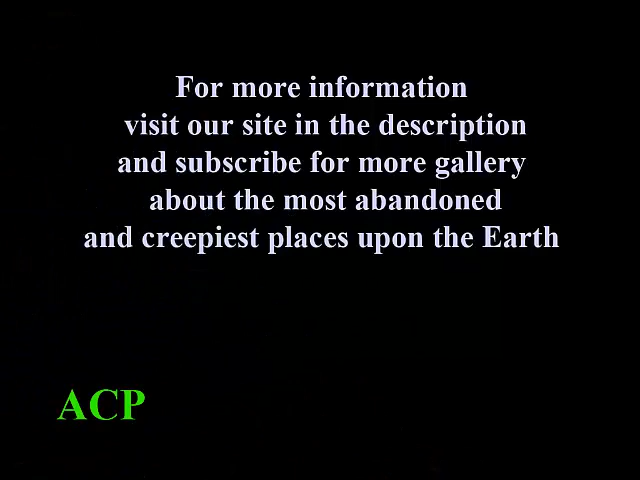 For more information
visit our site in the description
and subscribe for more gallery
about the most abandoned
and creepiest places upon the Earth
ACP